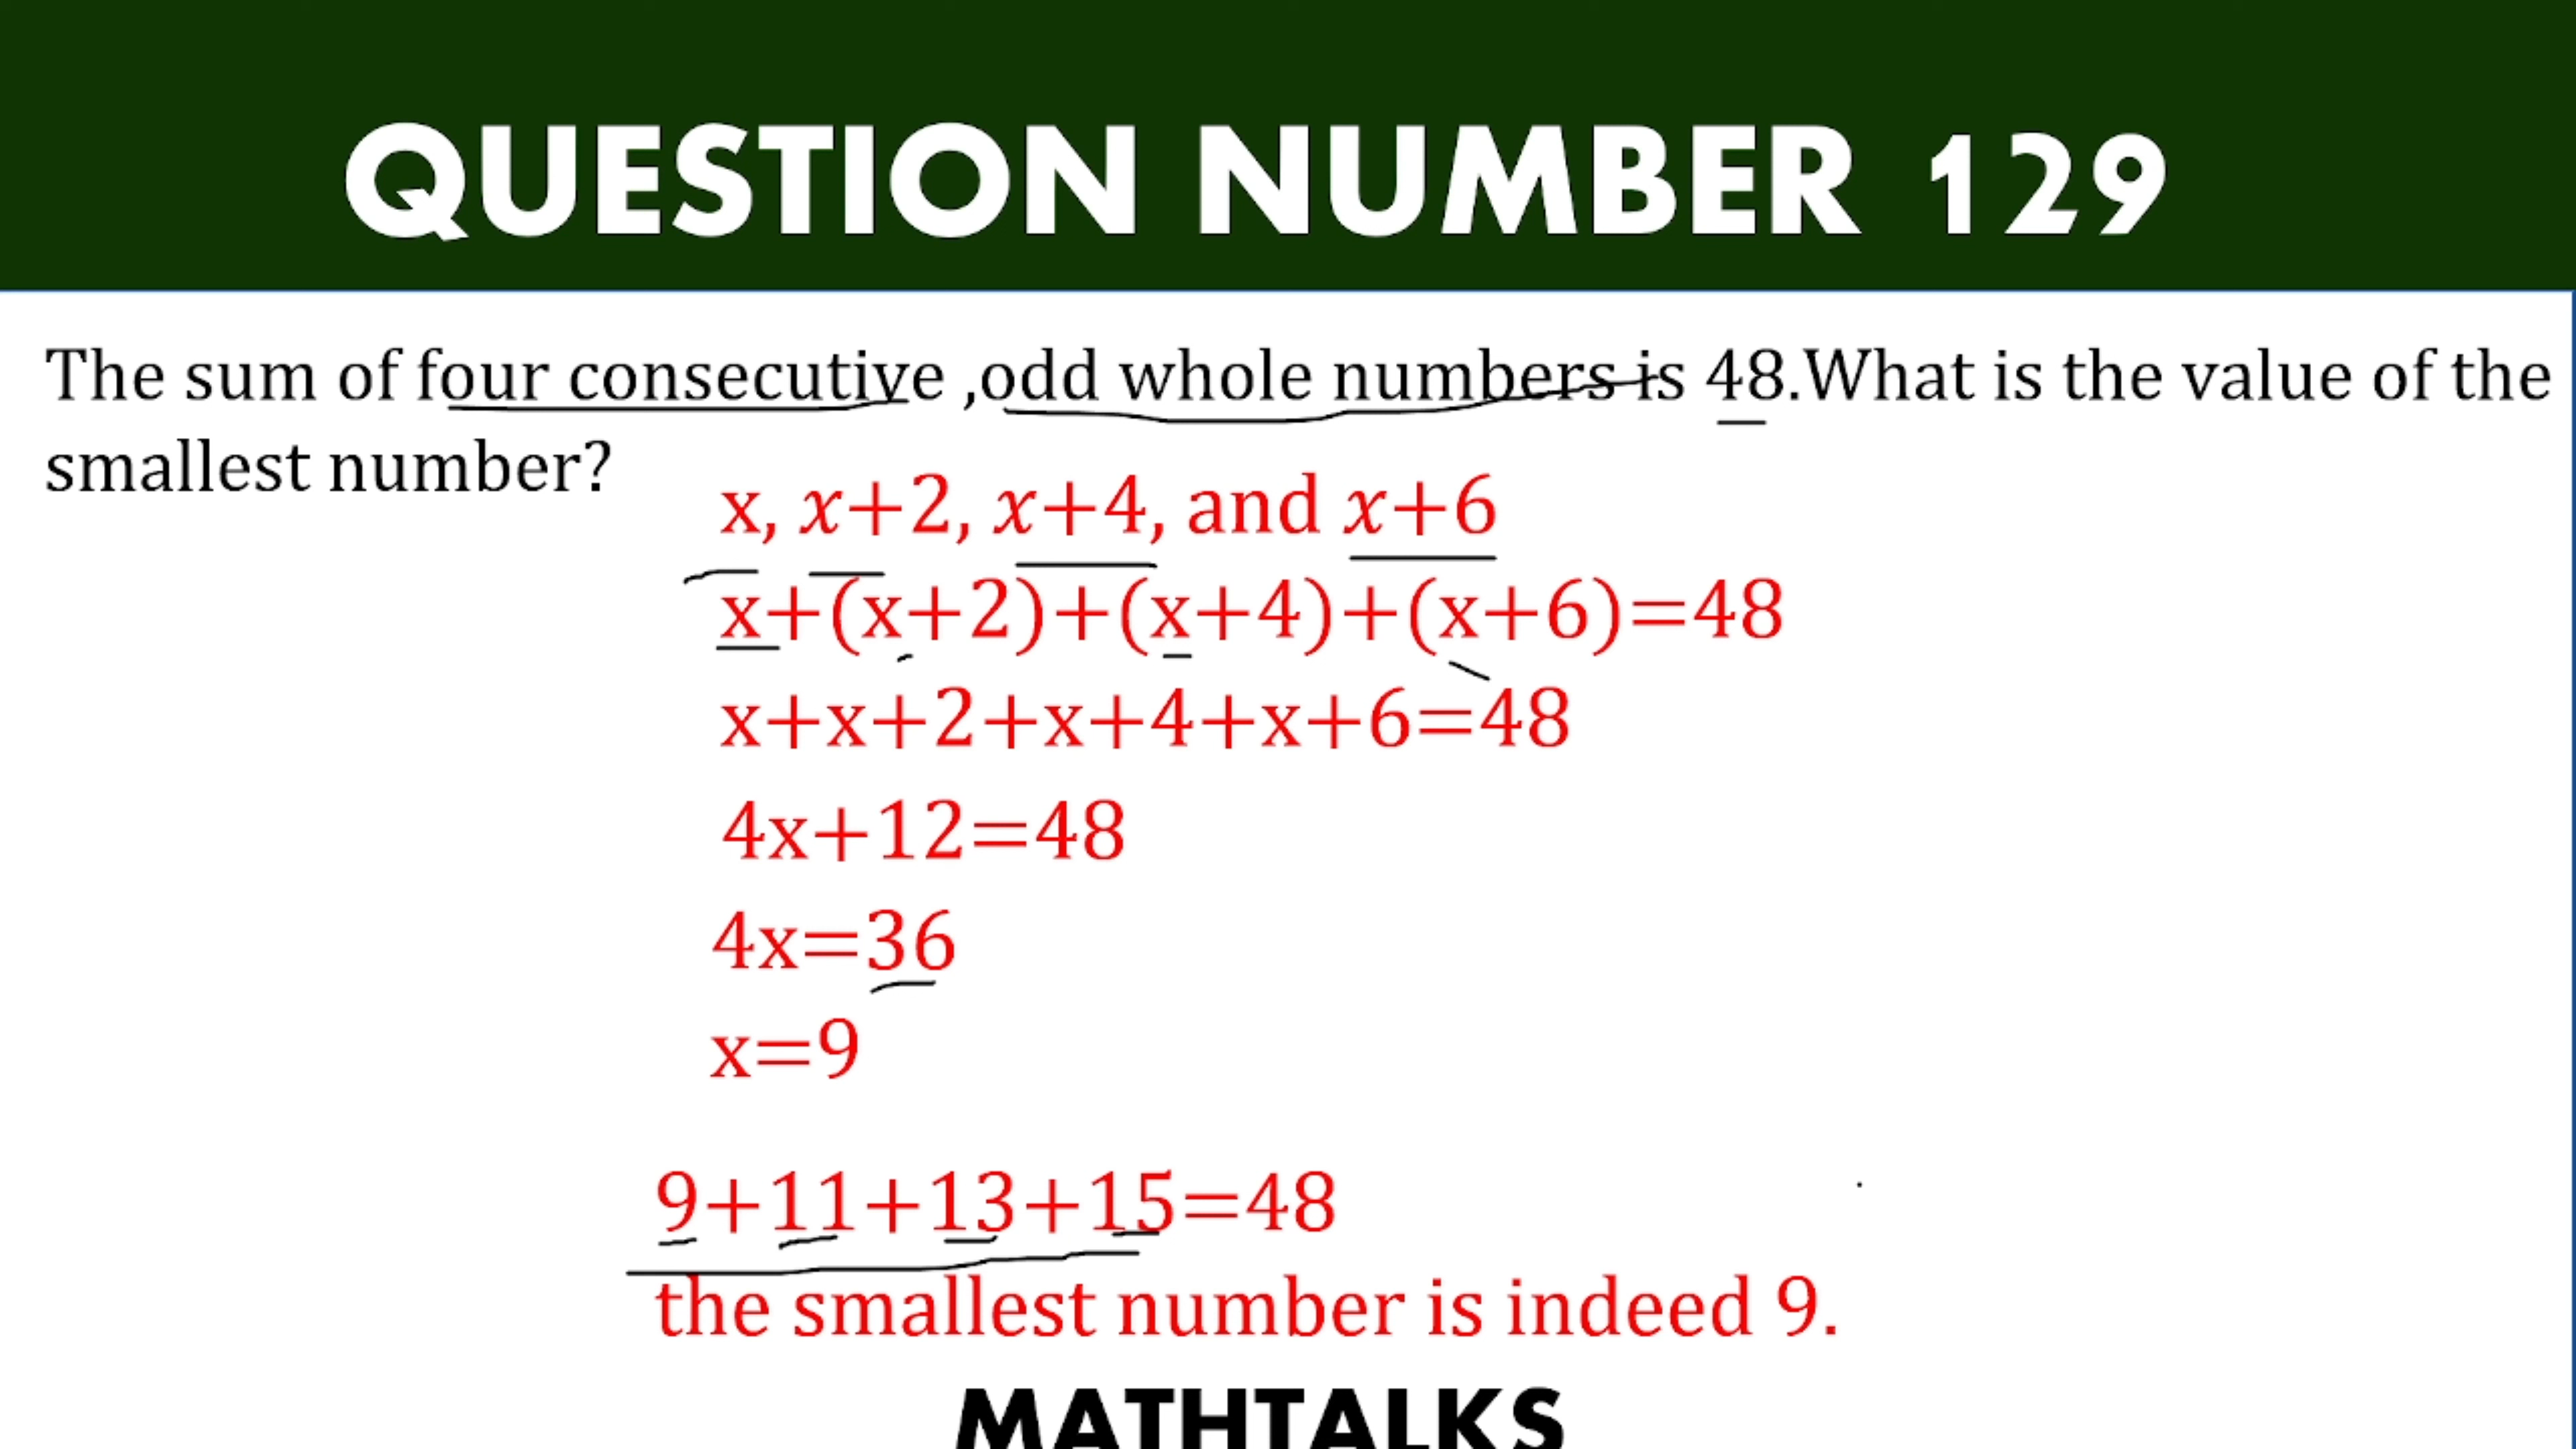 QUESTION NUMBER 129
The sum of four consecutive ,odd whole numbers is 48.What is the value of the
smallest number?
x, x+2, x+4, and x+6
x+(x+2)+(x+4)+(x+6)=48
x+x+2+x+4+x+6=48
4x+12=48
4x=36
x=9
9+11+13+15=48
the smallest number is indeed 9.
MATHTALKS